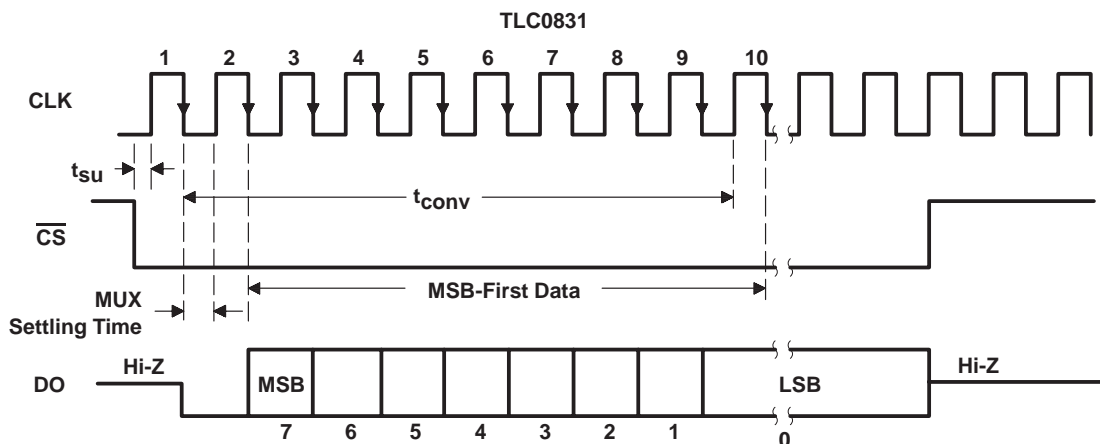 TLC0831
1 2 3 4 5 6 7 8 9 10
CLK
tsu
tconv
CS
MSB-First Data
MUX
Settling Time
Hi-Z Hi-Z
DO MSB LSB
7 6 5 4 3 2 1 0